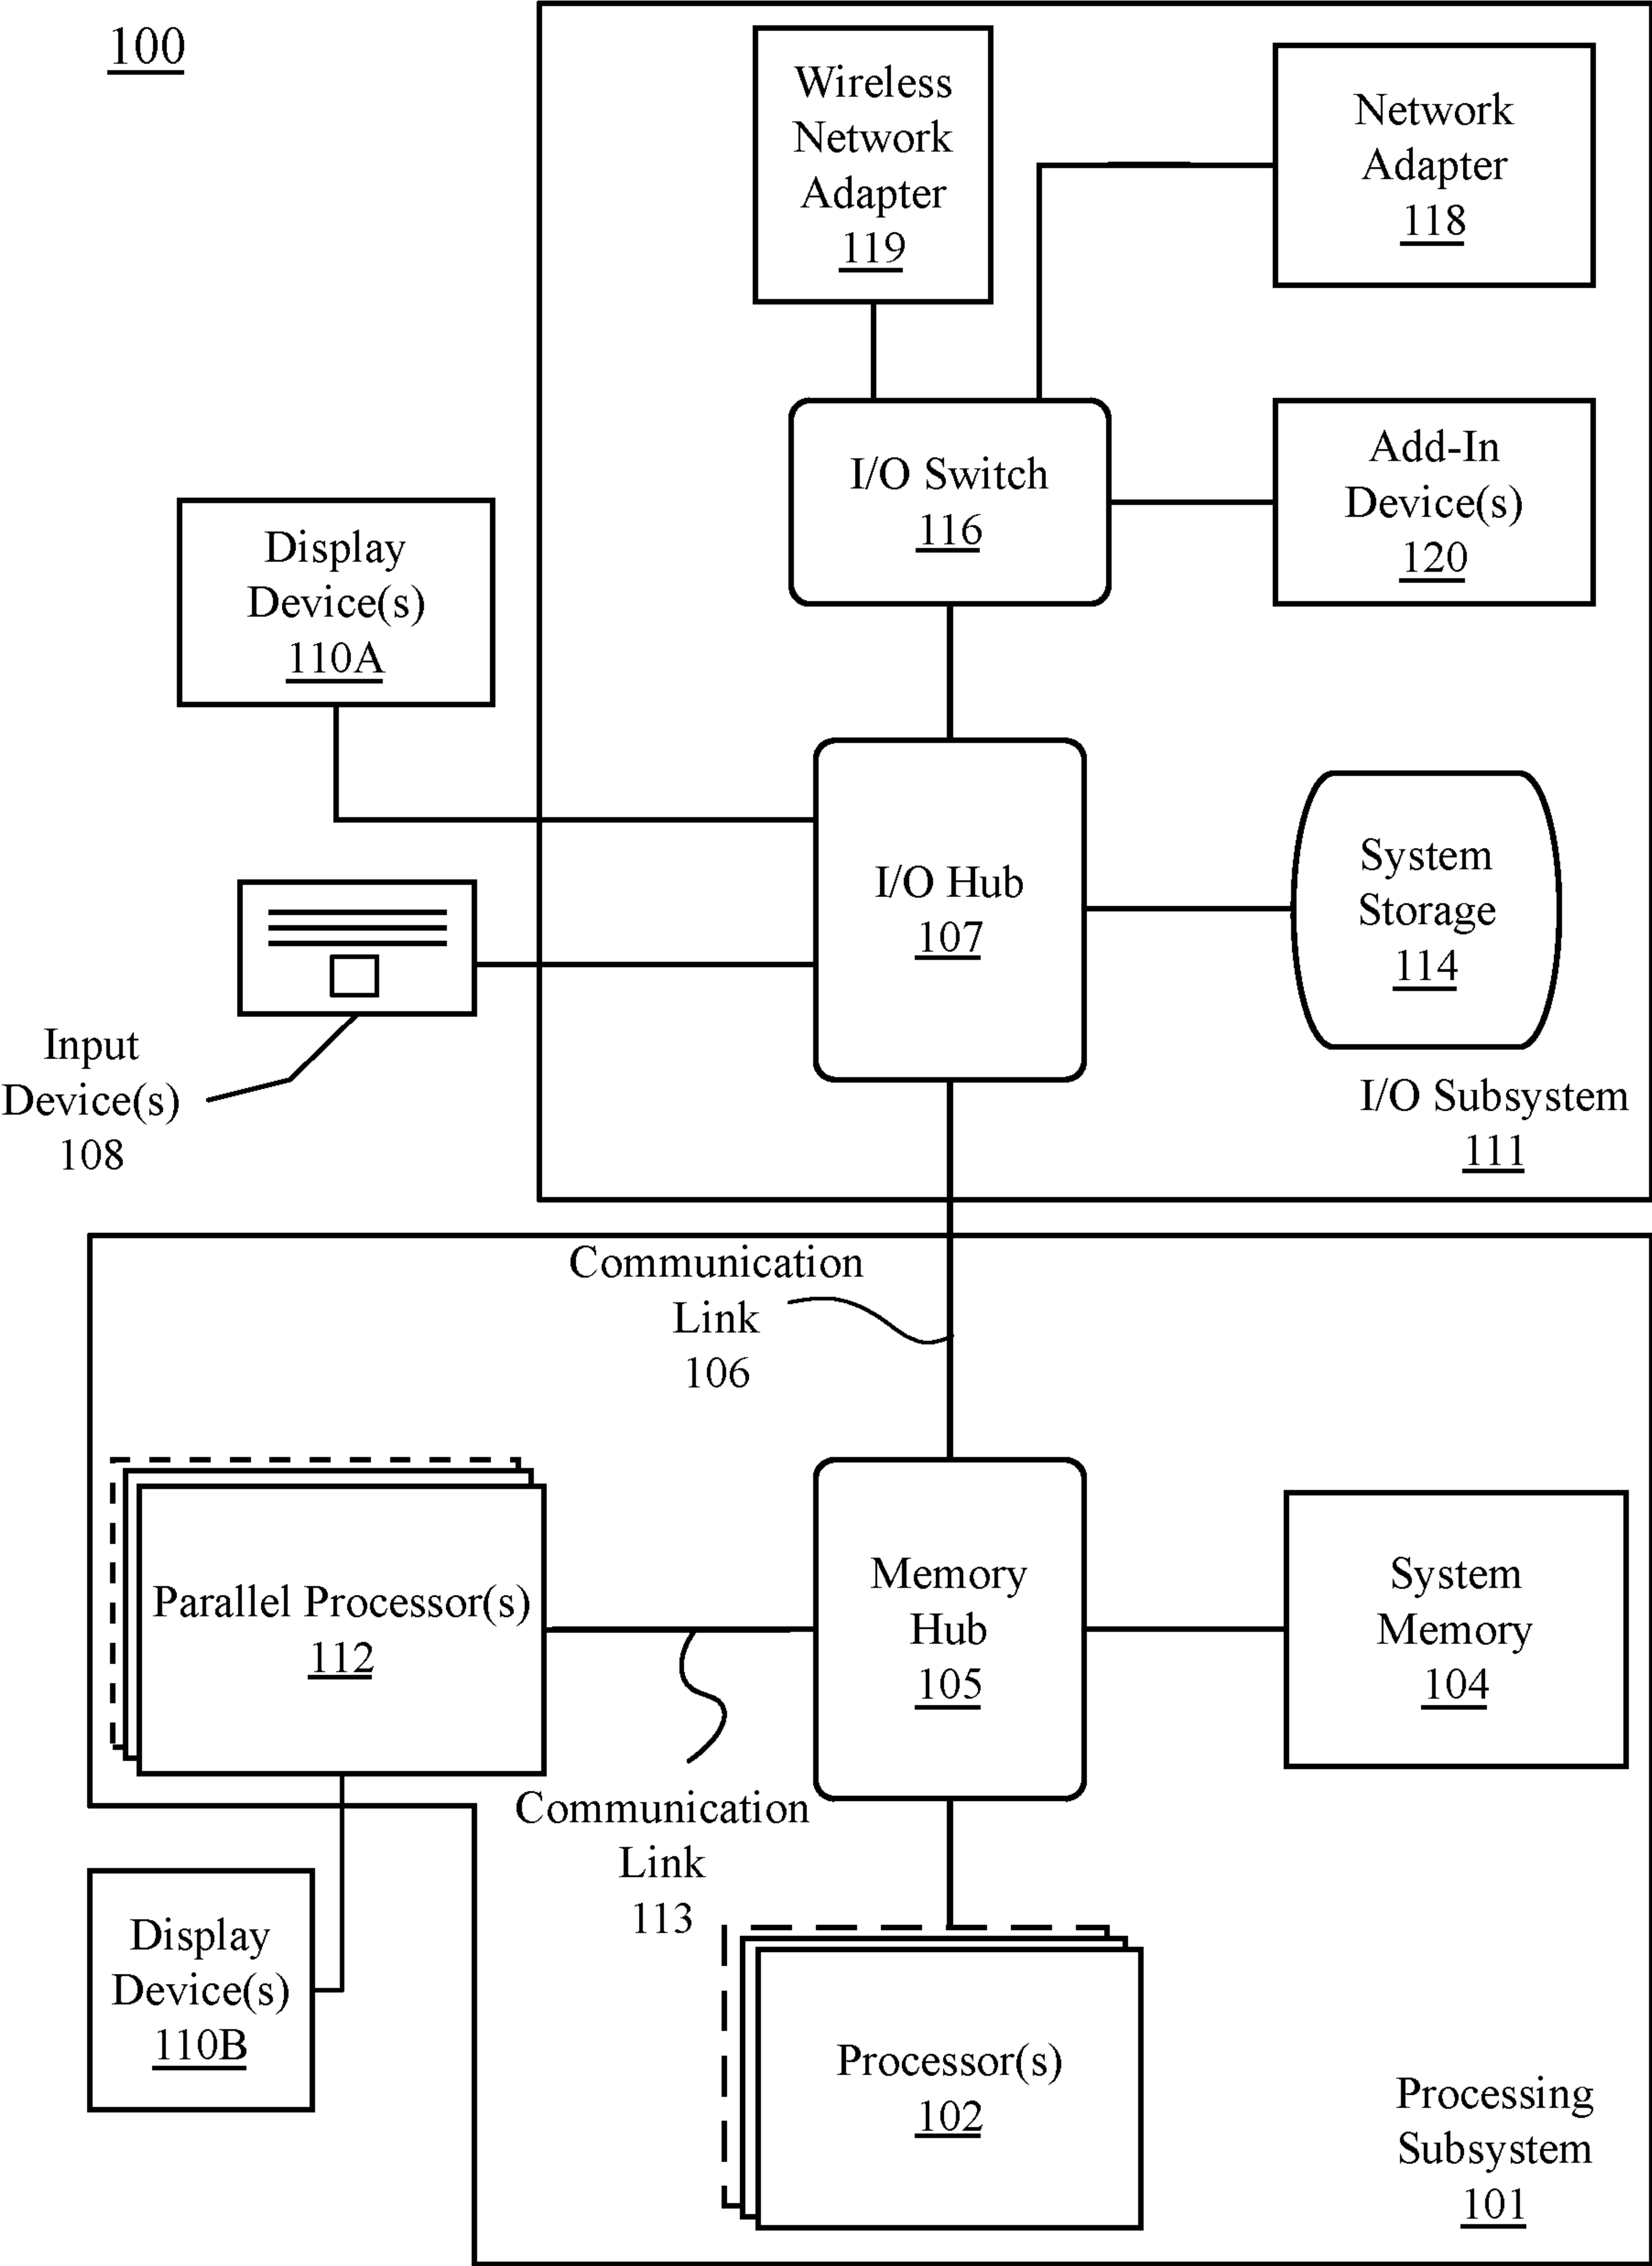 100
Wireless
Network
Adapter
119
Network
Adapter
118
I/O Switch
116
Add-In
Device(s)
120
Display
Device(s)
110A
I/O Hub
107
System
Storage
114
Input
Device(s)
108
I/O Subsystem
111
Communication
Link
106
Parallel Processor(s)
112
Memory
Hub
105
System
Memory
104
Communication
Link
113
Display
Device(s)
110B
Processor(s)
102
Processing
Subsystem
101